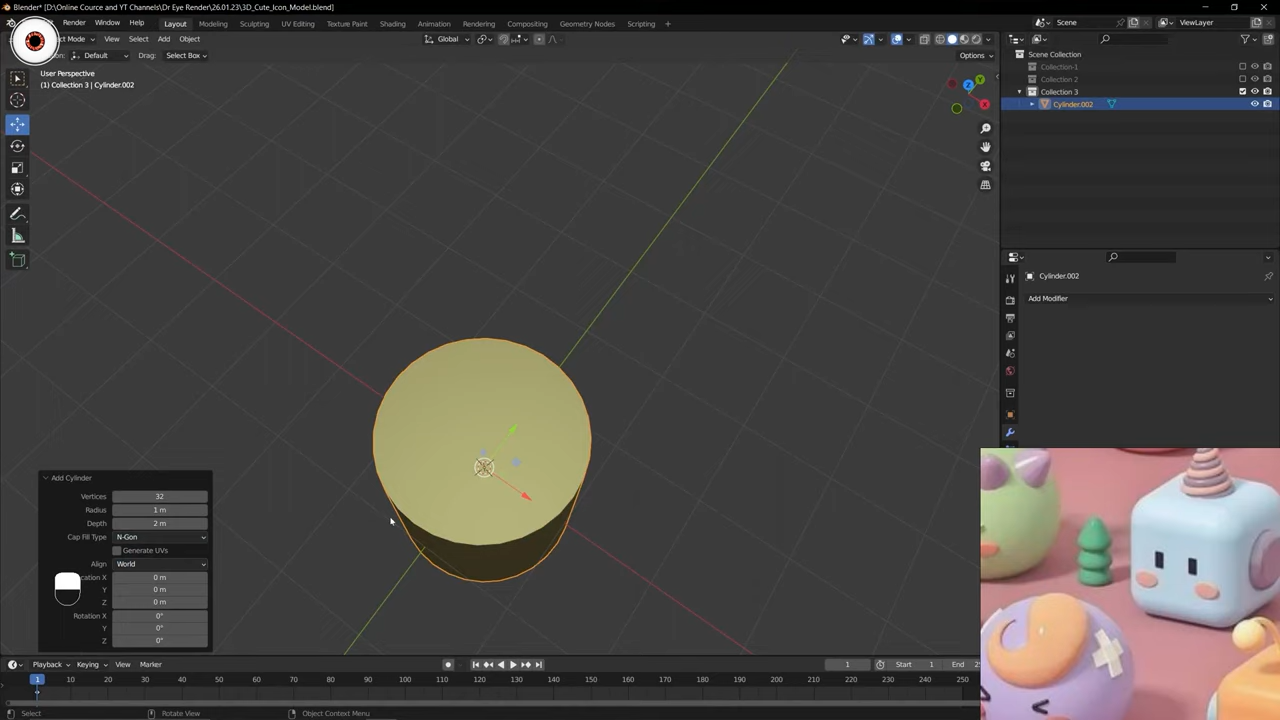 Blender* [D:\Online Cource and YT Channels\Dr Eye Render\26.01.23\3D_Cute_Icon_Model.blend]
Render Window Help
Layout Modeling Sculpting UV Editing Texture Paint Shading Animation Rendering Compositing Geometry Nodes Scripting +
Scene
ViewLayer
Mode View Select Add Object
Global
Default Drag: Select Box
Options
User Perspective
(1) Collection 3 | Cylinder.002
Y
Z
X
Scene Collection
Collection-1
Collection 2
Collection 3
Cylinder.002
Cylinder.002
Add Modifier
Add Cylinder
Vertices 32
Radius 1 m
Depth 2 m
Cap Fill Type N-Gon
Generate UVs
Align World
cation X 0 m
Y 0 m
Z 0 m
Rotation X 0°
Y 0°
Z 0°
Playback Keying View Marker
1 Start 1 End 25
1 10 20 30 40 50 60 70 80 90 100 110 120 130 140 150 160 170 180 190 200 210 220 230 240 250
Select Rotate View Object Context Menu